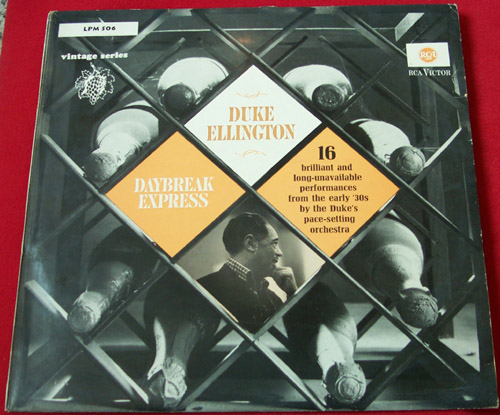 LPM 506
vintage series
RCA
RCA VICTOR
DUKE
ELLINGTON
DAYBREAK
EXPRESS
16
brilliant and
long-unavailable
performances
from the early '30s
by the Duke's
pace-setting
orchestra